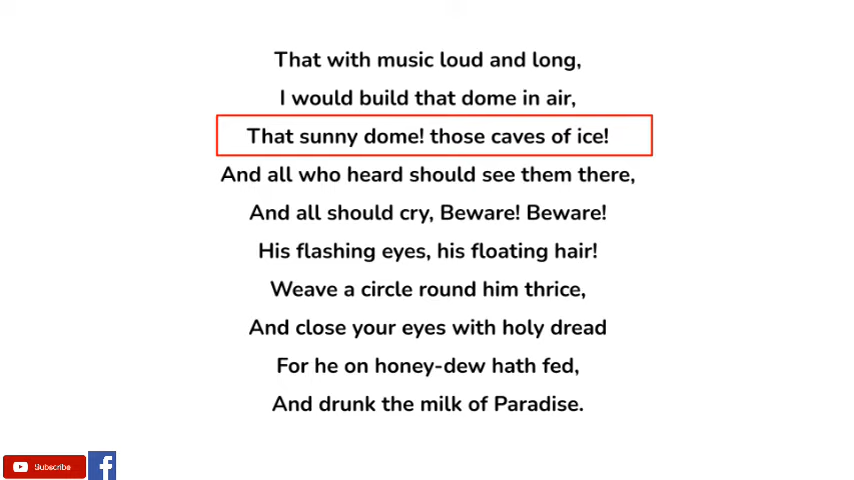 That with music loud and long,
I would build that dome in air,
That sunny dome! those caves of ice!
And all who heard should see them there,
And all should cry, Beware! Beware!
His flashing eyes, his floating hair!
Weave a circle round him thrice,
And close your eyes with holy dread
For he on honey-dew hath fed,
And drunk the milk of Paradise.
Subscribe